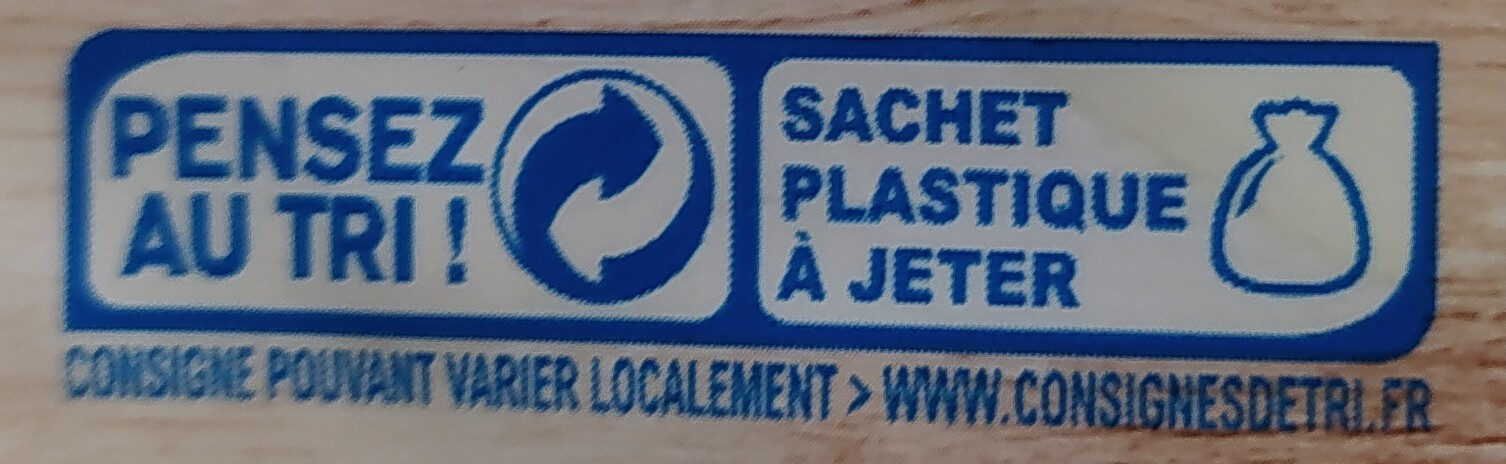 PENSEZ
AU TRI !
SACHET
PLASTIQUE
À JETER
CONSIGNE POUVANT VARIER LOCALEMENT > WWW.CONSIGNESDETRI.FR